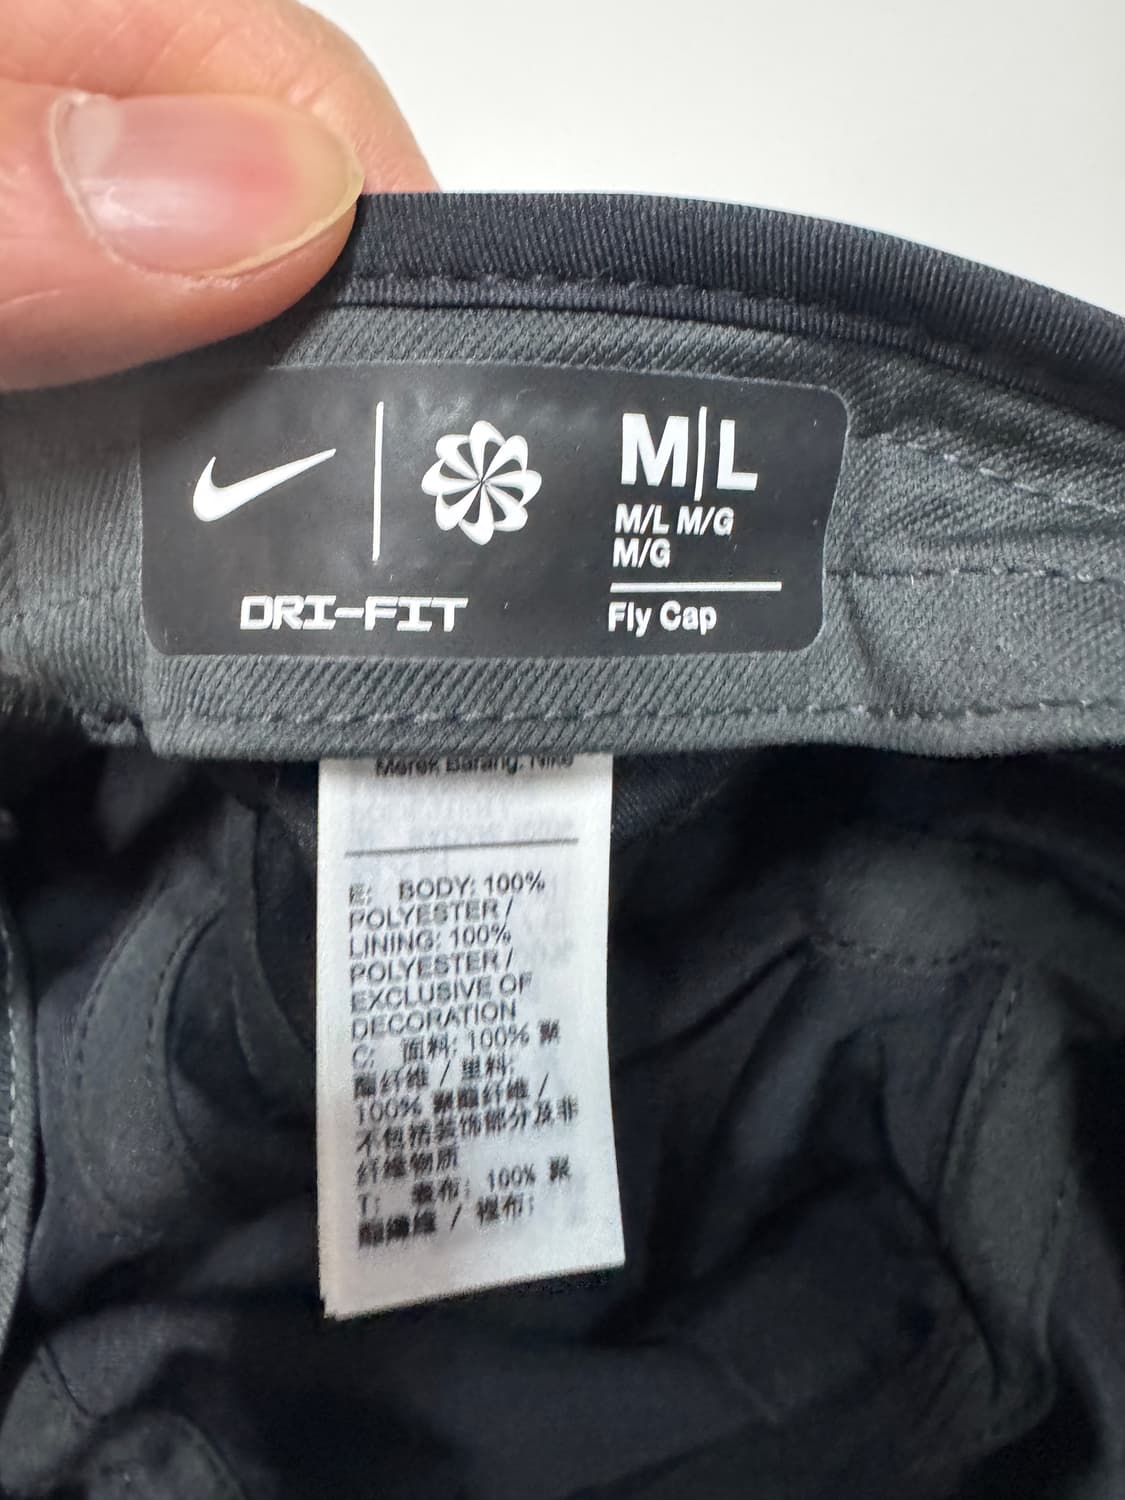 M|L
M/L M/G
M/G
DRI-FIT
Fly Cap
Merek Barang: Nike
E: BODY: 100%
POLYESTER /
LINING: 100%
POLYESTER /
EXCLUSIVE OF
DECORATION
C: 面料: 100% 聚
酯纤维 / 里料:
100% 聚酯纤维 /
不包括装饰部分及非
纤维物质
T: 表布: 100% 聚
酯纖維 / 裡布: